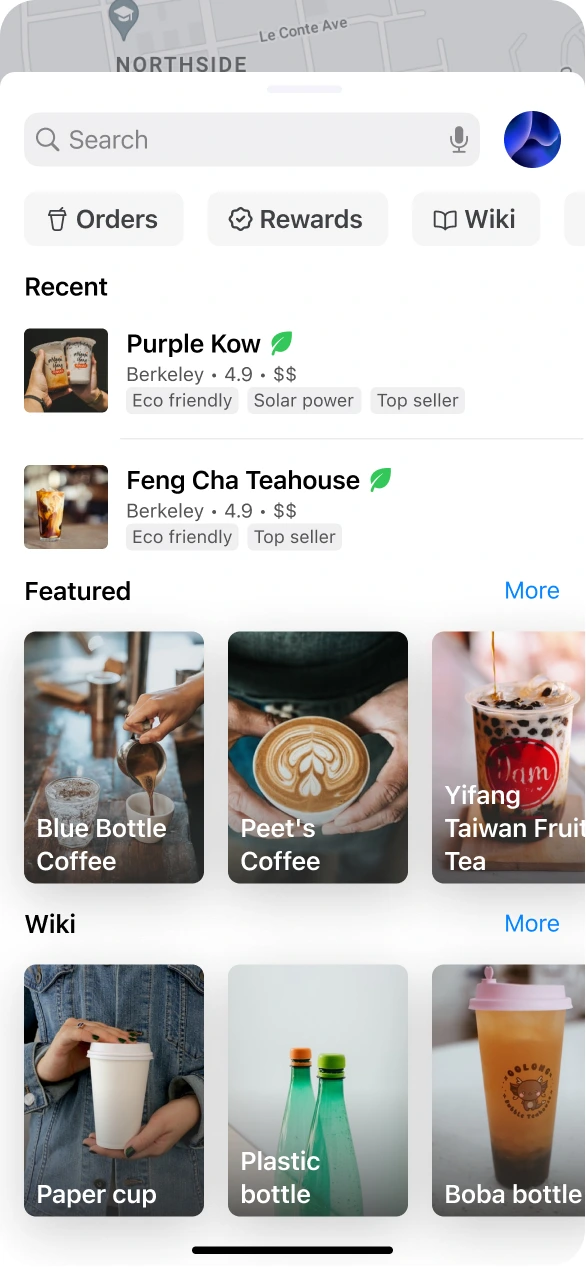 Le Conte Ave
NORTHSIDE
Search
Orders
Rewards
Wiki
Recent
Purple Kow
Berkeley • 4.9 • $$
Eco friendly
Solar power
Top seller
Feng Cha Teahouse
Berkeley • 4.9 • $$
Eco friendly
Top seller
Featured
More
Blue Bottle
Coffee
Peet's
Coffee
Yam
Yifang
Taiwan Fruit
Tea
Wiki
More
Paper cup
Plastic
bottle
OOLONG
Boba bottle